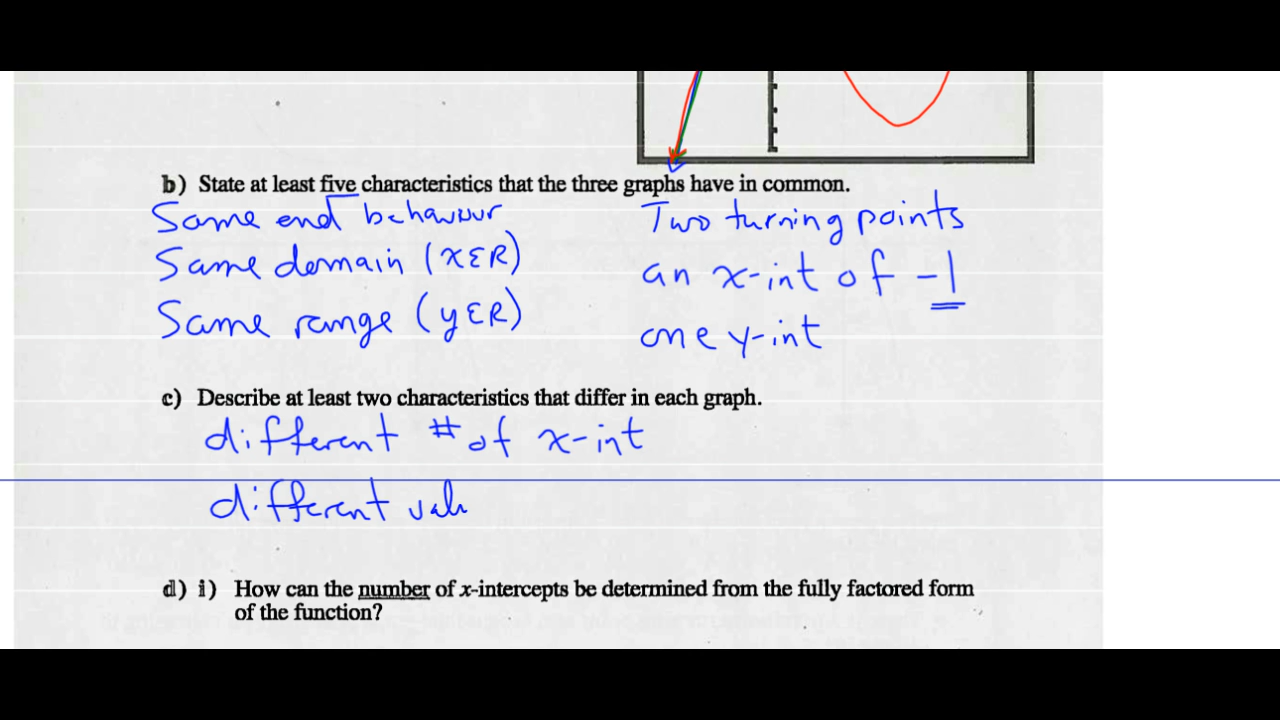 b) State at least five characteristics that the three graphs have in common.
Same end behaviour
Same domain (xεR)
Same range (yεR)
Two turning points
an x-int of -1
one y-int
c) Describe at least two characteristics that differ in each graph.
different # of x-int
different valu
d) i) How can the number of x-intercepts be determined from the fully factored form
of the function?